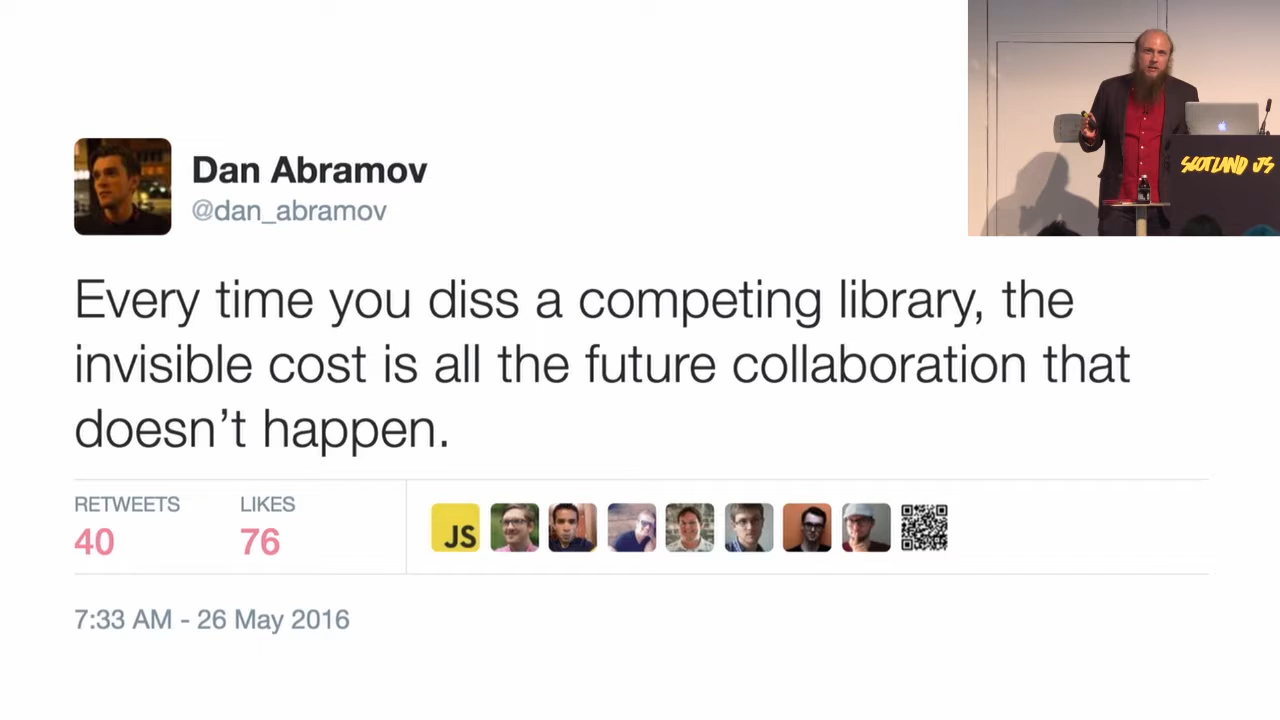 SCOTLAND JS
Dan Abramov
@dan_abramov
Every time you diss a competing library, the
invisible cost is all the future collaboration that
doesn’t happen.
RETWEETS LIKES
40 76
JS
7:33 AM - 26 May 2016